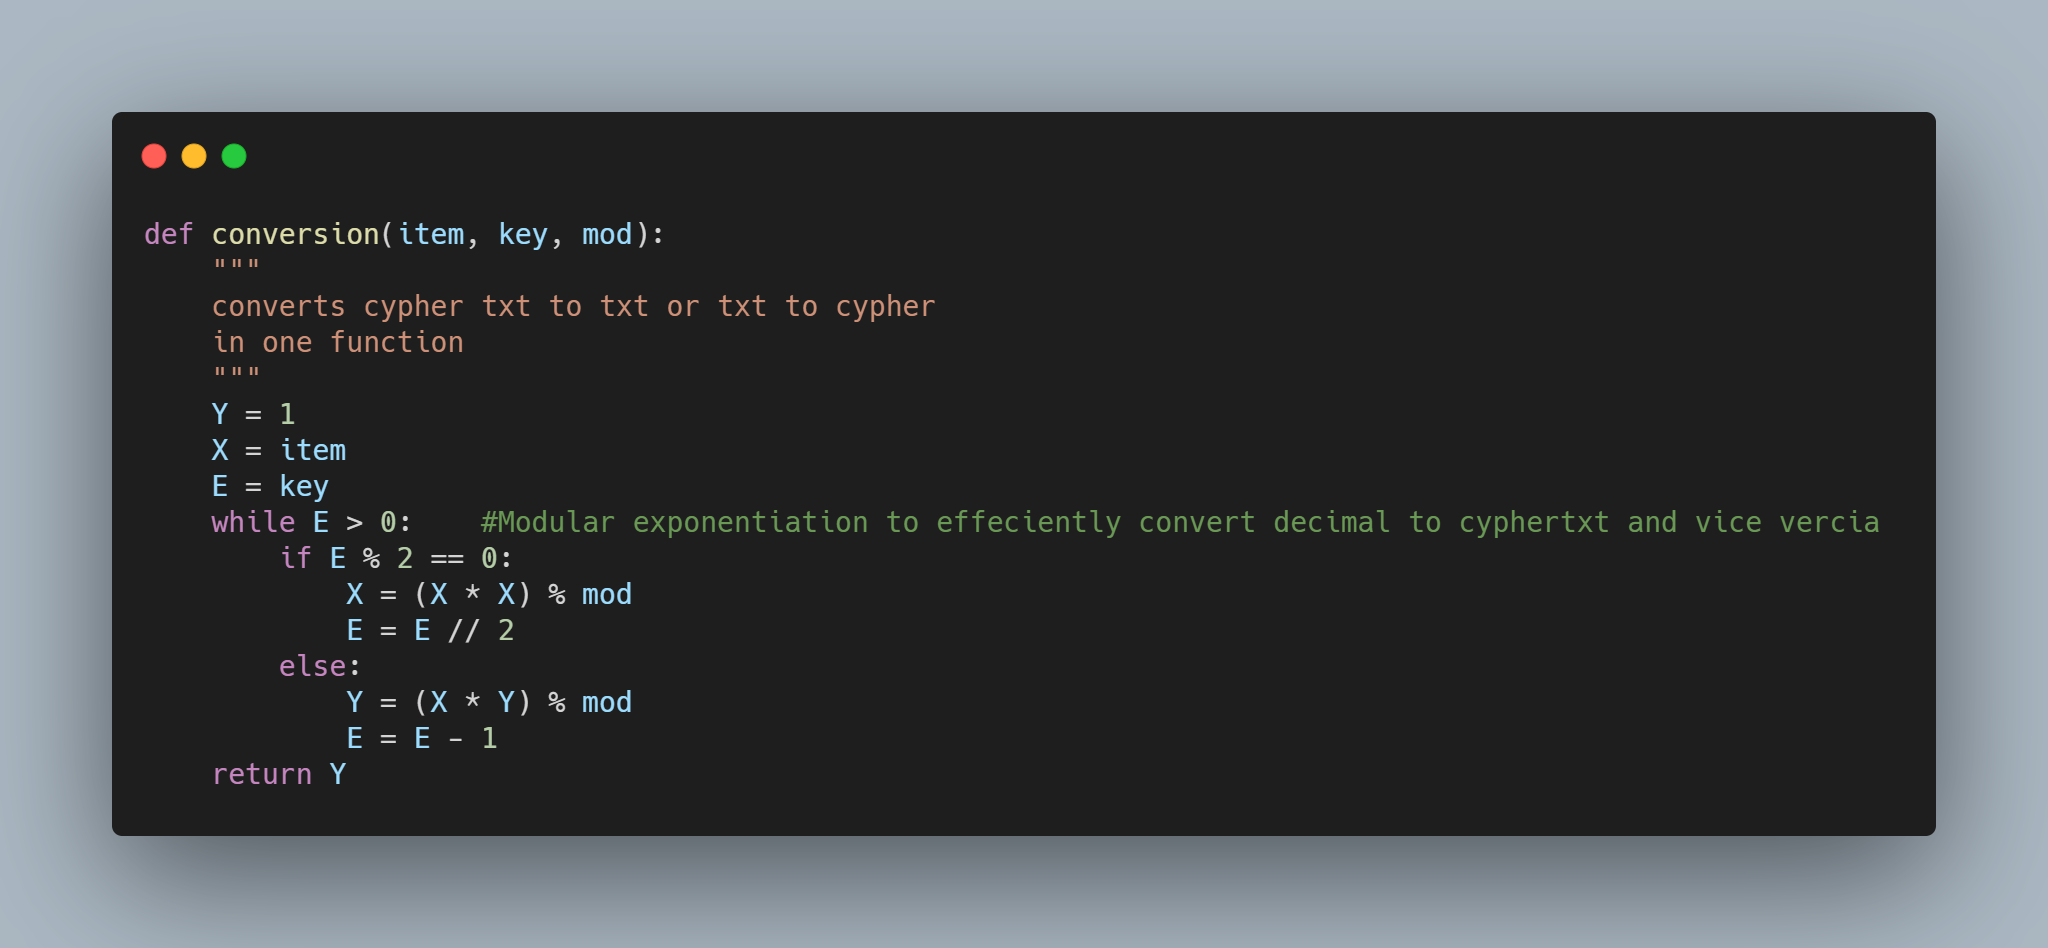 def conversion(item, key, mod):
    """
    converts cypher txt to txt or txt to cypher
    in one function
    """
    Y = 1
    X = item
    E = key
    while E > 0:    #Modular exponentiation to effeciently convert decimal to cyphertxt and vice vercia
        if E % 2 == 0:
            X = (X * X) % mod
            E = E // 2
        else:
            Y = (X * Y) % mod
            E = E - 1
    return Y